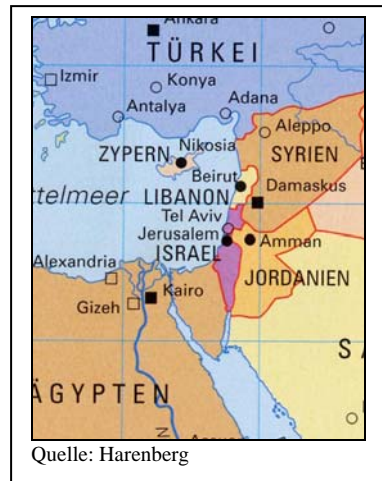 Ankara
TÜRKEI
Izmir
Konya
Antalya
Adana
Aleppo
Nikosia
ZYPERN
SYRIEN
Beirut
ttelmeer
LIBANON
Damaskus
Tel Aviv
Jerusalem
Amman
ISRAEL
Alexandria
JORDANIEN
Kairo
Gizeh
S A
ÄGYPTEN
N
Quelle: Harenberg